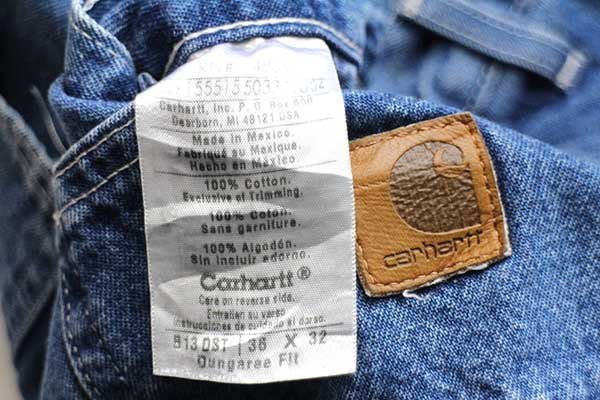 Carhartt, Inc. P. O. Box 600
Dearborn, MI 48121 USA
Made in Mexico.
Fabriqué au Mexique.
Hecho en México
100% Cotton.
Exclusive of Trimming.
100% Coton.
Sans garniture.
100% Algodón.
Sin incluir adorno.
Carhartt®
Care on reverse side.
Entretien au verso
Instrucciones de cuidado al dorso.
B13 DST | 36 X 32
Dungaree Fit
carhartt